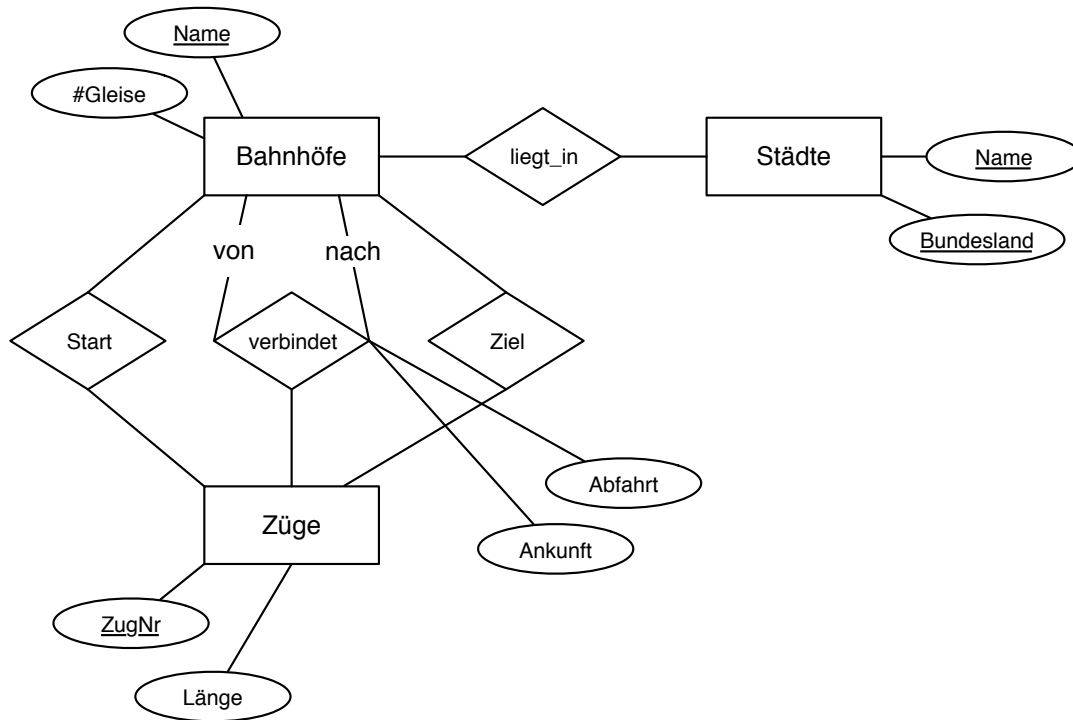 Name
#Gleise
Bahnhöfe
liegt_in
Städte
Name
Bundesland
von
nach
Start
verbindet
Ziel
Abfahrt
Züge
Ankunft
ZugNr
Länge